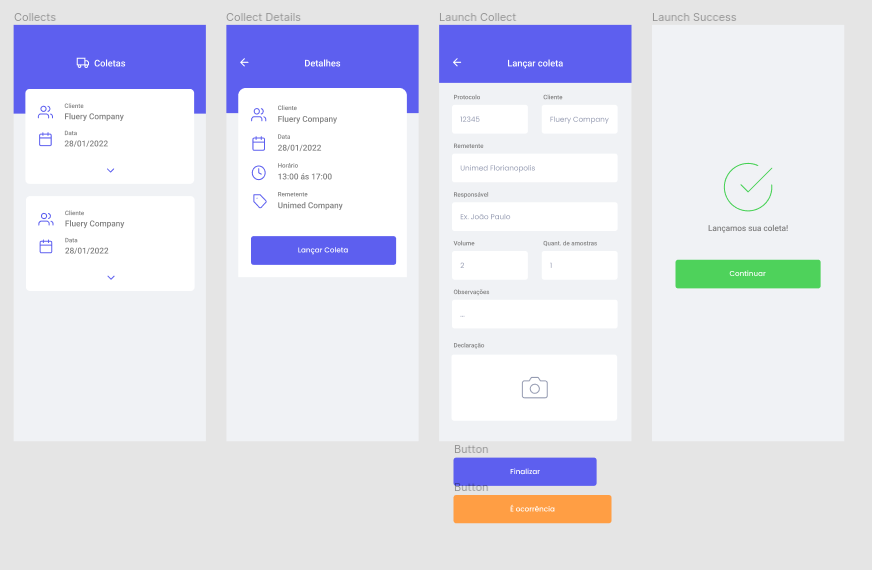 Collects
Coletas
Cliente
Fluery Company
Data
28/01/2022
Cliente
Fluery Company
Data
28/01/2022
Collect Details
Detalhes
Cliente
Fluery Company
Data
28/01/2022
Horário
13:00 ás 17:00
Remetente
Unimed Company
Lançar Coleta
Launch Collect
Lançar coleta
Protocolo
Cliente
12345
Fluery Company
Remetente
Unimed Florianopolis
Responsável
Ex. João Paulo
Volume
Quant. de amostras
2
1
Observações
...
Declaração
Button
Finalizar
Button
É ocorrência
Launch Success
Lançamos sua coleta!
Continuar